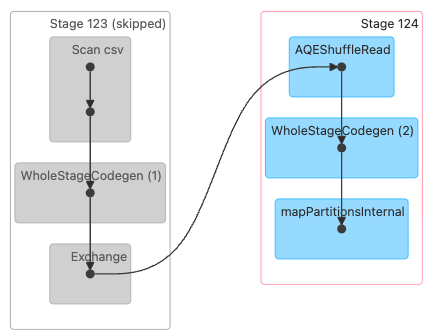 Stage 123 (skipped)
Scan csv
WholeStageCodegen (1)
Exchange
Stage 124
AQEShuffleRead
WholeStageCodegen (2)
mapPartitionsInternal